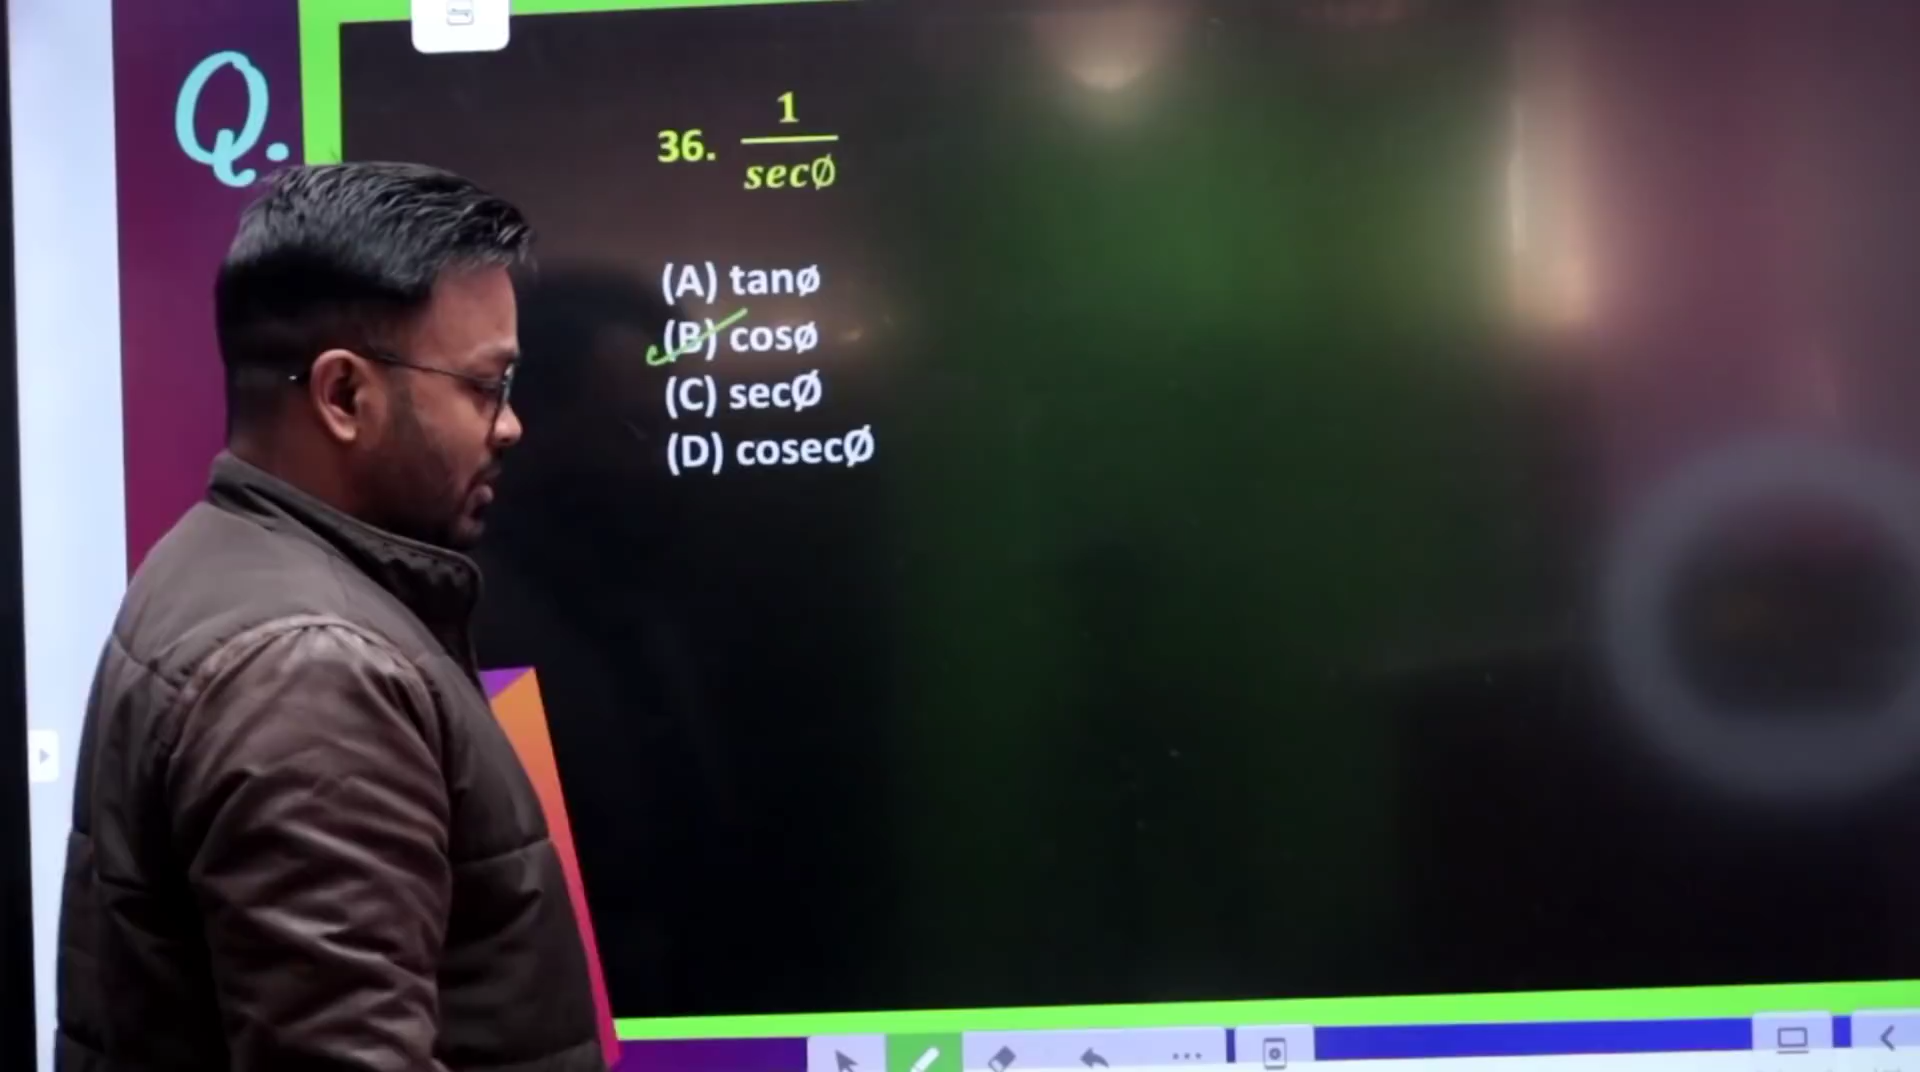 Q.
36. 1
secØ
(A) tanø
(B) cosø
(C) secØ
(D) cosecØ